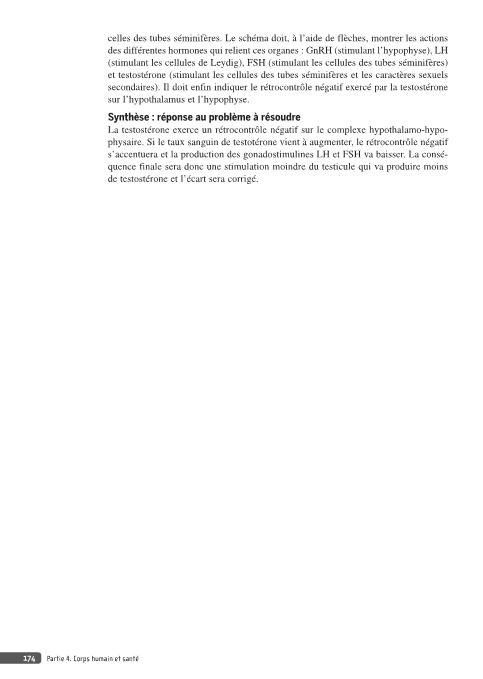 celles des tubes séminifères. Le schéma doit, à l'aide de flèches, montrer les actions
des différentes hormones qui relient ces organes : GnRH (stimulant l'hypophyse), LH
(stimulant les cellules de Leydig), FSH (stimulant les cellules des tubes séminifères)
et testostérone (stimulant les cellules des tubes séminifères et les caractères sexuels
secondaires). Il doit enfin indiquer le rétrocontrôle négatif exercé par la testostérone
sur l'hypothalamus et l'hypophyse.
Synthèse : réponse au problème à résoudre
La testostérone exerce un rétrocontrôle négatif sur le complexe hypothalamo-hypo-
physaire. Si le taux sanguin de testotérone vient à augmenter, le rétrocontrôle négatif
s'accentuera et la production des gonadostimulines LH et FSH va baisser. La consé-
quence finale sera donc une stimulation moindre du testicule qui va produire moins
de testostérone et l'écart sera corrigé.
174 Partie 4. Corps humain et santé